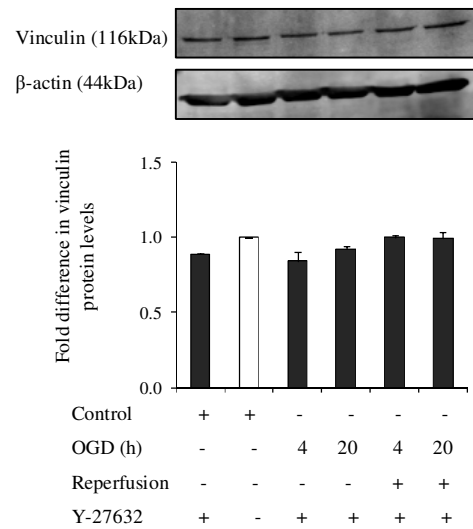 Vinculin (116kDa)
β-actin (44kDa)
Fold difference in vinculin
protein levels
1.5
1.0
0.5
0.0
Control + + - - - -
OGD (h) - - 4 20 4 20
Reperfusion - - - - + +
Y-27632 + - + + + +